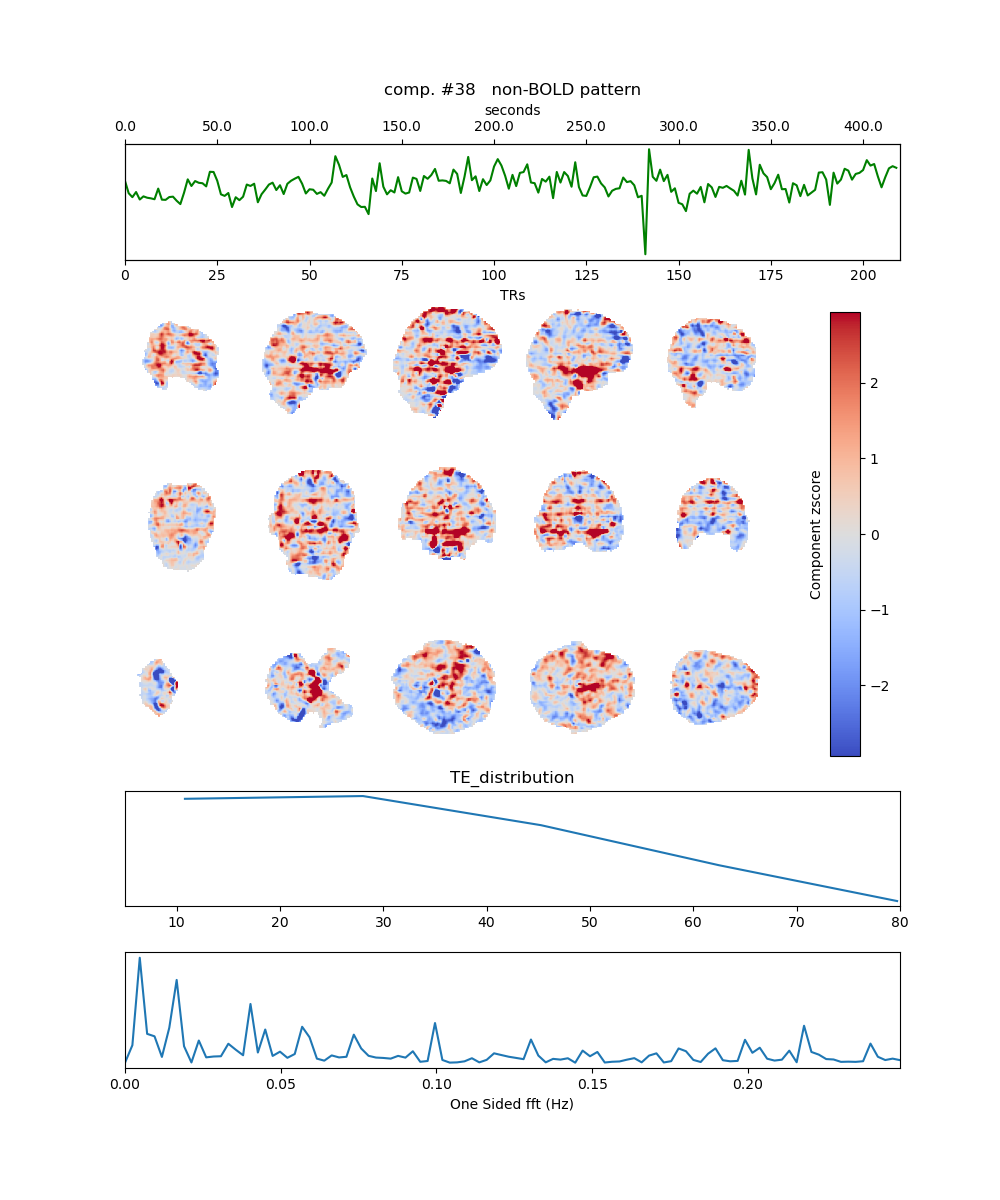 comp. #38   non-BOLD pattern
seconds
0.0 50.0 100.0 150.0 200.0 250.0 300.0 350.0 400.0
0 25 50 75 100 125 150 175 200
TRs
2
1
0
−1
−2
Component zscore
TE_distribution
10 20 30 40 50 60 70 80
0.00 0.05 0.10 0.15 0.20
One Sided fft (Hz)